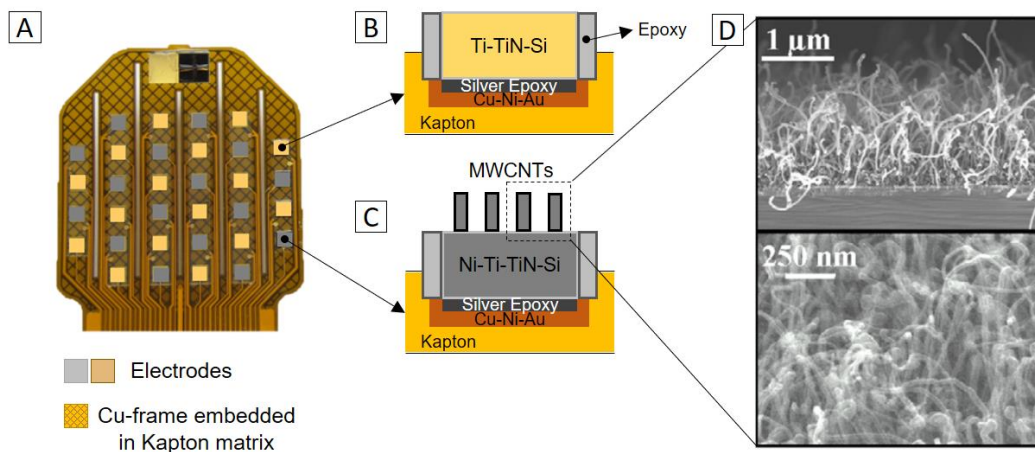 A
Electrodes
Cu-frame embedded
in Kapton matrix
B
Epoxy
Ti-TiN-Si
Silver Epoxy
Cu-Ni-Au
Kapton
MWCNTs
C
Ni-Ti-TiN-Si
Silver Epoxy
Cu-Ni-Au
Kapton
D
1 µm
250 nm